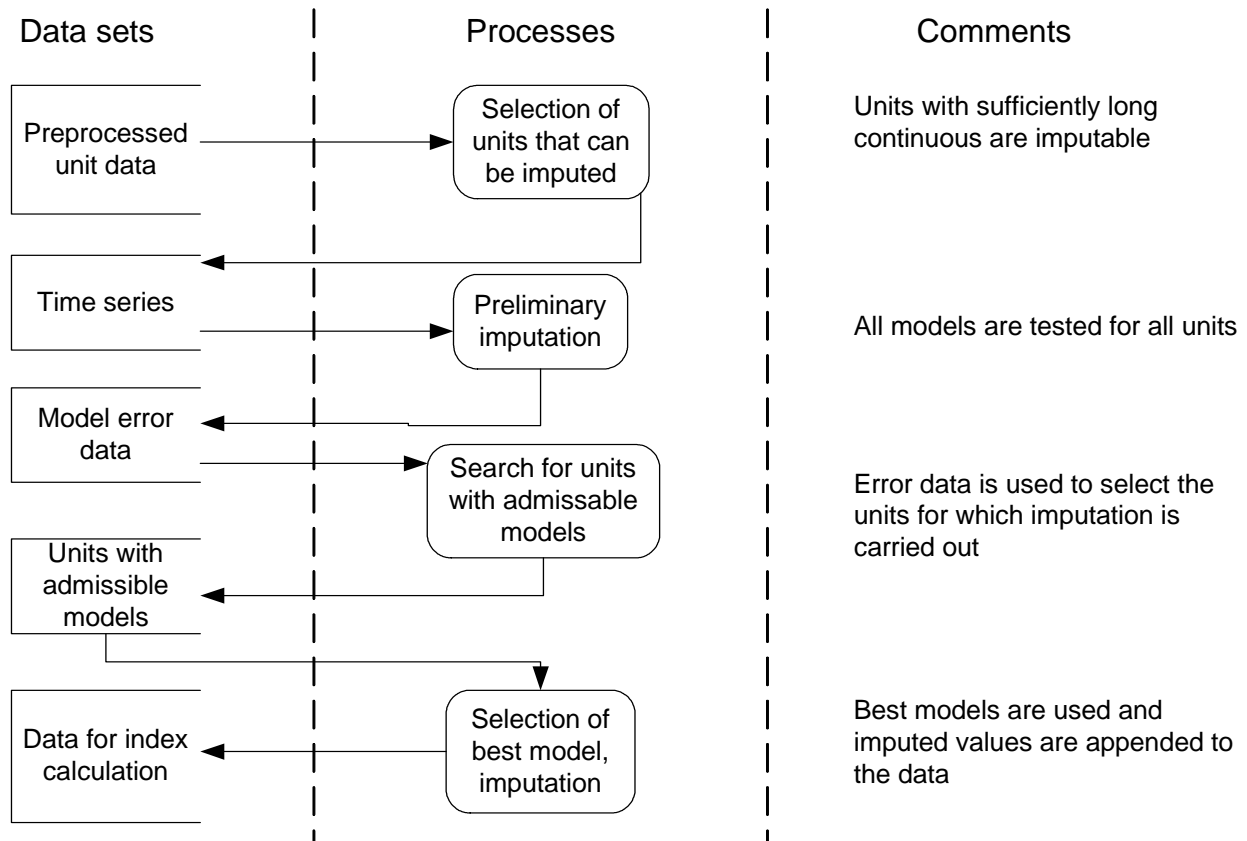 Data sets
Processes
Comments
Preprocessed
unit data
Selection of
units that can
be imputed
Units with sufficiently long
continuous are imputable
Time series
Preliminary
imputation
All models are tested for all units
Model error
data
Search for units
with admissable
models
Error data is used to select the
units for which imputation is
carried out
Units with
admissible
models
Data for index
calculation
Selection of
best model,
imputation
Best models are used and
imputed values are appended to
the data